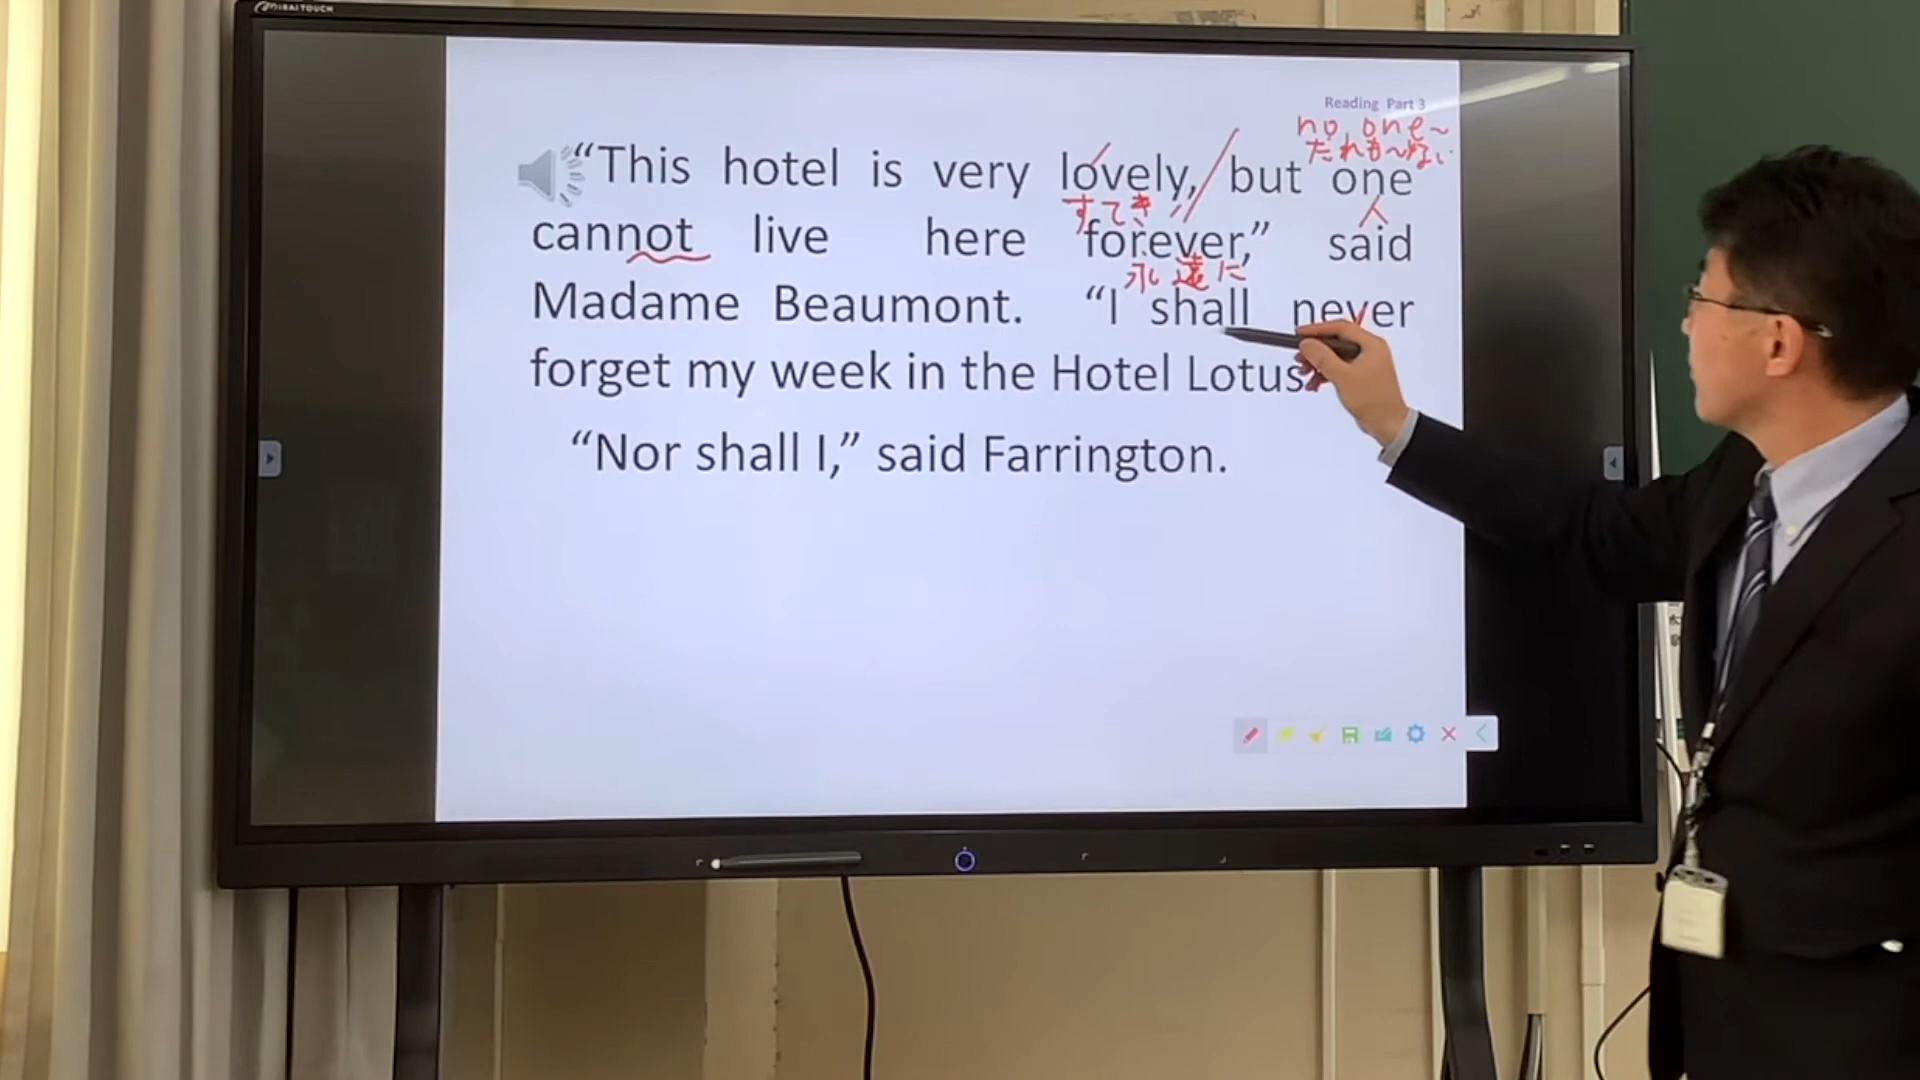 MIRAI TOUCH
Reading Part 3
no one~
だれも~ない
“This hotel is very lovely, but one
すてき
人
cannot live here forever,” said
永遠に
Madame Beaumont. “I shall never
forget my week in the Hotel Lotus.
“Nor shall I,” said Farrington.